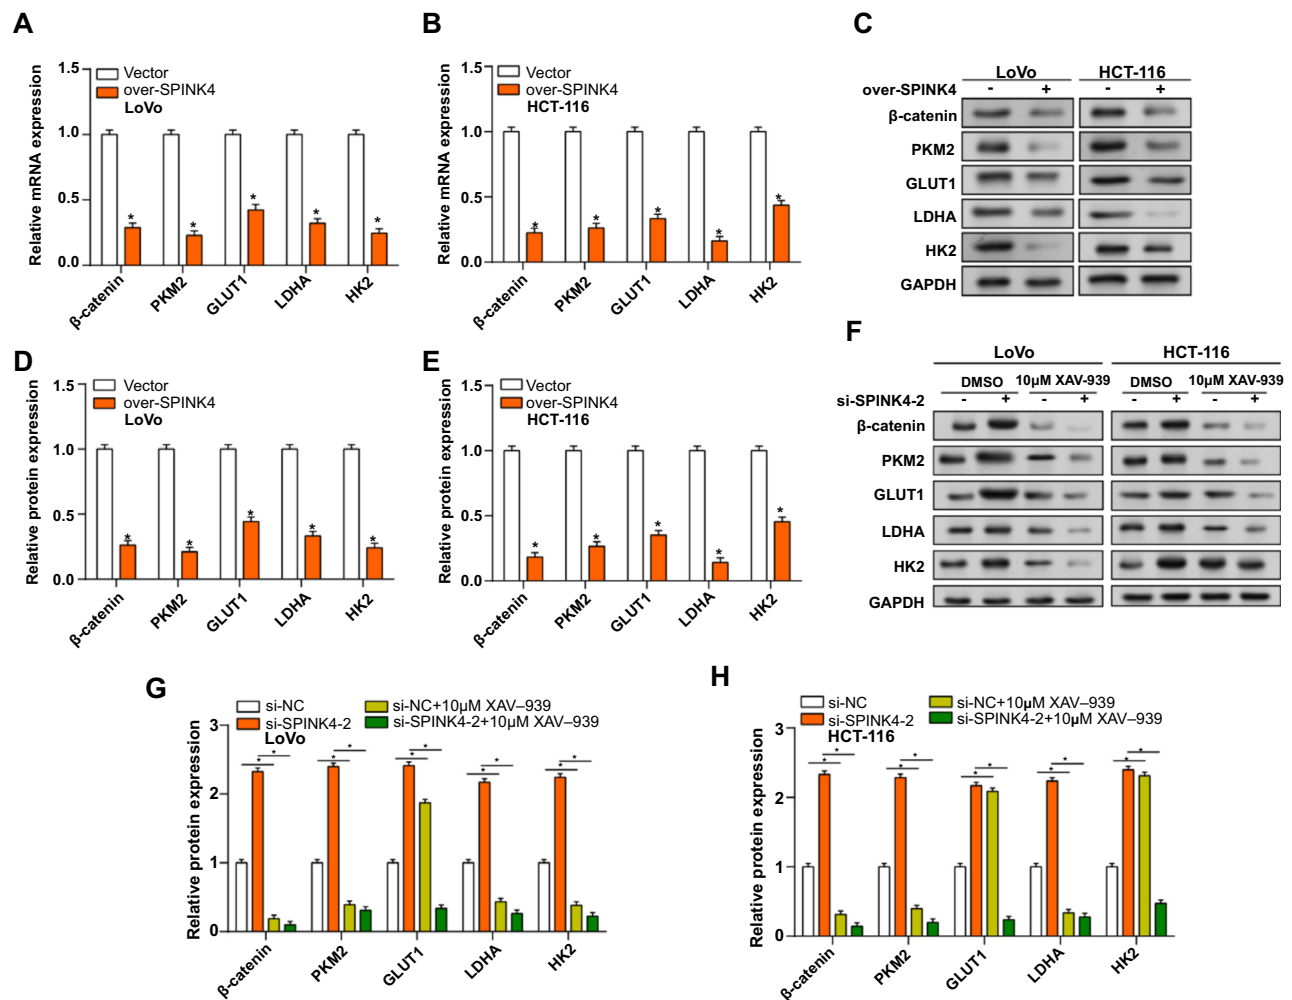 A
1.5
1.0
0.5
0.0
Relative mRNA expression
Vector
over-SPINK4
LoVo
*
*
*
*
*
β-catenin
PKM2
GLUT1
LDHA
HK2
B
1.5
1.0
0.5
0.0
Relative mRNA expression
Vector
over-SPINK4
HCT-116
*
*
*
*
*
β-catenin
PKM2
GLUT1
LDHA
HK2
C
LoVo HCT-116
over-SPINK4 - + - +
β-catenin
PKM2
GLUT1
LDHA
HK2
GAPDH
D
1.5
1.0
0.5
0.0
Relative protein expression
Vector
over-SPINK4
LoVo
*
*
*
*
*
β-catenin
PKM2
GLUT1
LDHA
HK2
E
1.5
1.0
0.5
0.0
Relative protein expression
Vector
over-SPINK4
HCT-116
*
*
*
*
*
β-catenin
PKM2
GLUT1
LDHA
HK2
F
LoVo HCT-116
DMSO 10μM XAV-939 DMSO 10μM XAV-939
si-SPINK4-2 - + - + - + - +
β-catenin
PKM2
GLUT1
LDHA
HK2
GAPDH
G
3
2
1
0
Relative protein expression
si-NC si-NC+10μM XAV–939
si-SPINK4-2 si-SPINK4-2+10μM XAV–939
LoVo
* *
* *
* *
* *
* *
β-catenin
PKM2
GLUT1
LDHA
HK2
H
3
2
1
0
Relative protein expression
si-NC si-NC+10μM XAV–939
si-SPINK4-2 si-SPINK4-2+10μM XAV–939
HCT-116
* *
* *
* *
* *
* *
β-catenin
PKM2
GLUT1
LDHA
HK2